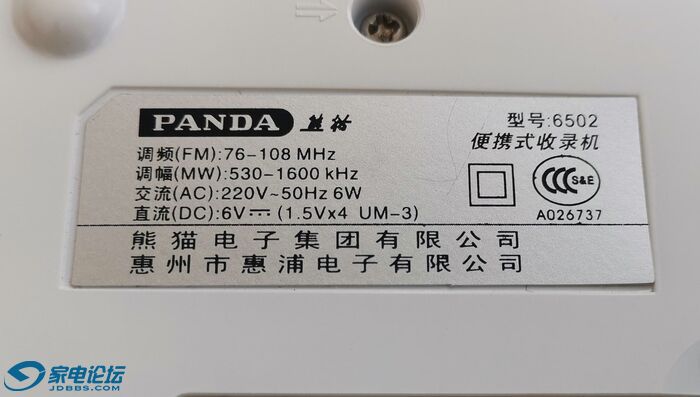 PANDA 熊猫
型号:6502
便携式收录机
调频(FM):76-108 MHz
调幅(MW):530-1600 kHz
交流(AC):220V~50Hz 6W
直流(DC):6V⎓ (1.5Vx4 UM-3)
CCC S&E
A026737
熊猫电子集团有限公司
惠州市惠浦电子有限公司
家电论坛
JDBBS.COM